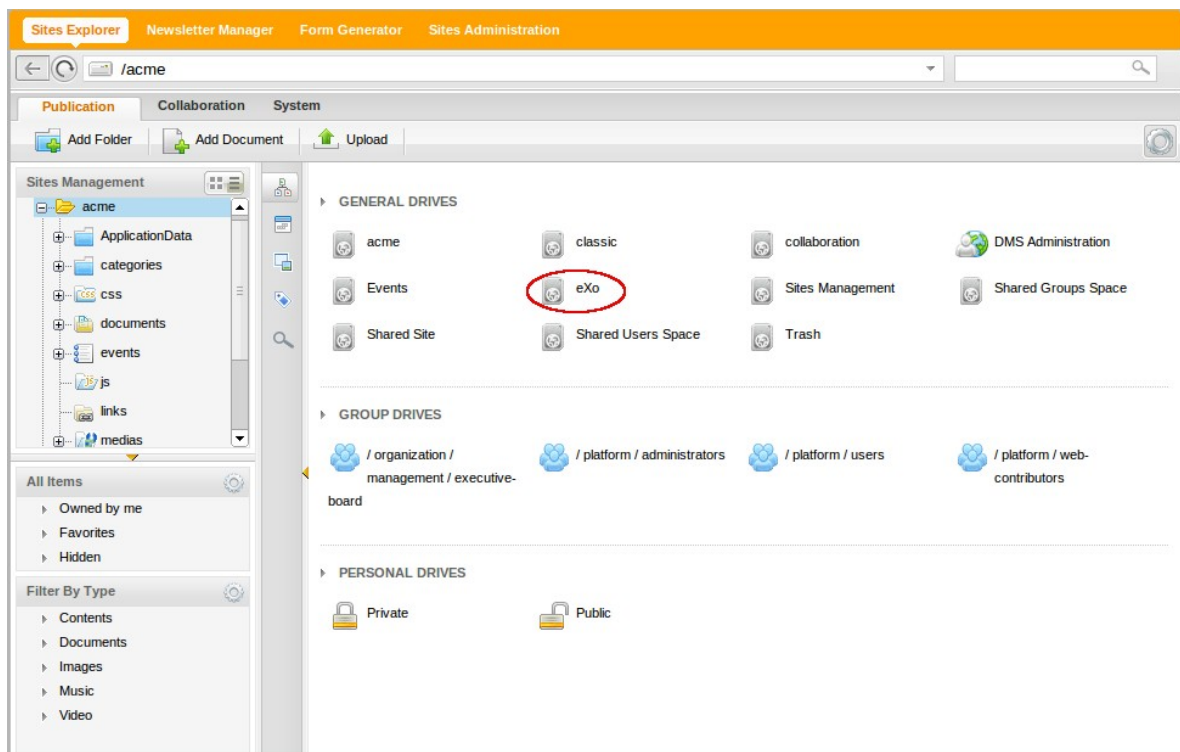 Sites Explorer Newsletter Manager Form Generator Sites Administration
/acme
Publication Collaboration System
Add Folder Add Document Upload
Sites Management
acme
ApplicationData
categories
css
documents
events
js
links
medias
All Items
Owned by me
Favorites
Hidden
Filter By Type
Contents
Documents
Images
Music
Video
GENERAL DRIVES
acme classic collaboration DMS Administration
Events eXo Sites Management Shared Groups Space
Shared Site Shared Users Space Trash
GROUP DRIVES
/ organization / / platform / administrators / platform / users / platform / web-
management / executive- contributors
board
PERSONAL DRIVES
Private Public